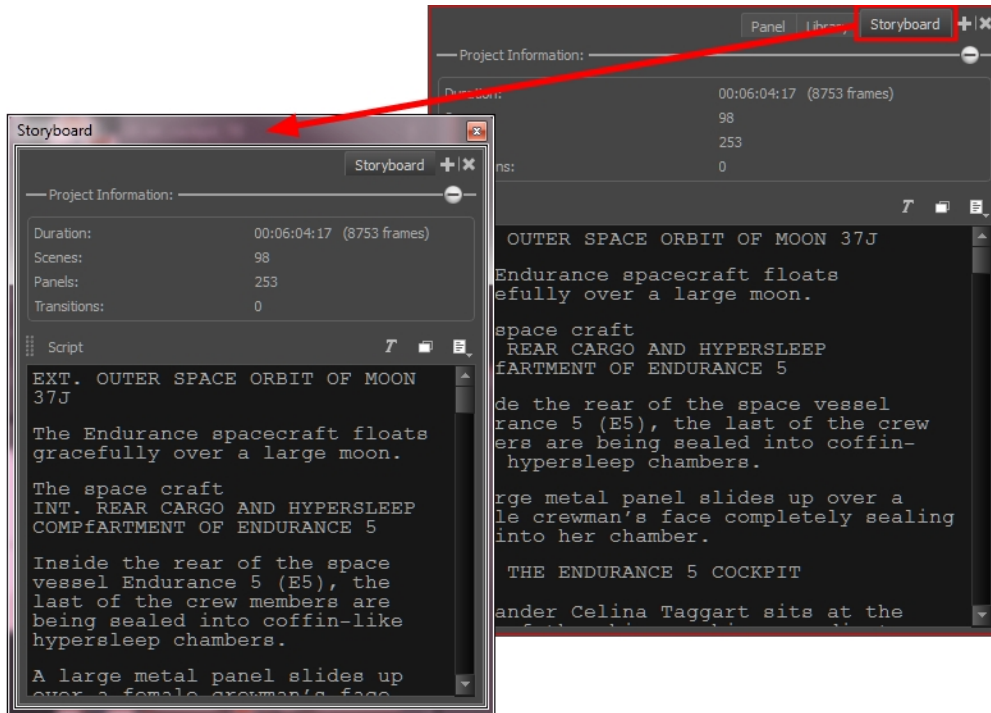 Panel Library Storyboard
Project Information:
Duration: 00:06:04:17 (8753 frames)
98
253
ns: 0
T
OUTER SPACE ORBIT OF MOON 37J
Endurance spacecraft floats
efully over a large moon.
space craft
REAR CARGO AND HYPERSLEEP
fARTMENT OF ENDURANCE 5
de the rear of the space vessel
rance 5 (E5), the last of the crew
ers are being sealed into coffin-
hypersleep chambers.
rge metal panel slides up over a
le crewman's face completely sealing
into her chamber.
THE ENDURANCE 5 COCKPIT
ander Celina Taggart sits at the
Storyboard
Storyboard
Project Information:
Duration: 00:06:04:17 (8753 frames)
Scenes: 98
Panels: 253
Transitions: 0
Script T
EXT. OUTER SPACE ORBIT OF MOON
37J
The Endurance spacecraft floats
gracefully over a large moon.
The space craft
INT. REAR CARGO AND HYPERSLEEP
COMPfARTMENT OF ENDURANCE 5
Inside the rear of the space
vessel Endurance 5 (E5), the
last of the crew members are
being sealed into coffin-like
hypersleep chambers.
A large metal panel slides up
over a female crewman's face